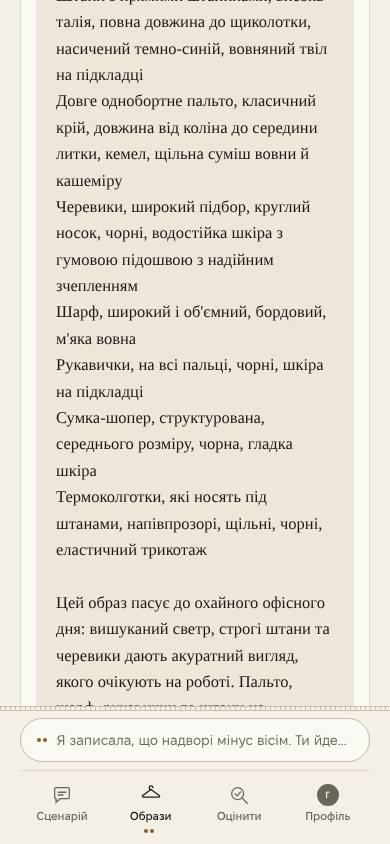 талія, повна довжина до щиколотки,
насичений темно-синій, вовняний твіл
на підкладці
Довге однобортне пальто, класичний
крій, довжина від коліна до середини
литки, кемел, щільна суміш вовни й
кашеміру
Черевики, широкий підбор, круглий
носок, чорні, водостійка шкіра з
гумовою підошвою з надійним
зчепленням
Шарф, широкий і об'ємний, бордовий,
м'яка вовна
Рукавички, на всі пальці, чорні, шкіра
на підкладці
Сумка-шопер, структурована,
середнього розміру, чорна, гладка
шкіра
Термоколготки, які носять під
штанами, напівпрозорі, щільні, чорні,
еластичний трикотаж
Цей образ пасує до охайного офісного
дня: вишуканий светр, строгі штани та
черевики дають акуратний вигляд,
якого очікують на роботі. Пальто,
Я записала, що надворі мінус вісім. Ти йде...
Сценарій
Образи
Оцінити
г
Профіль